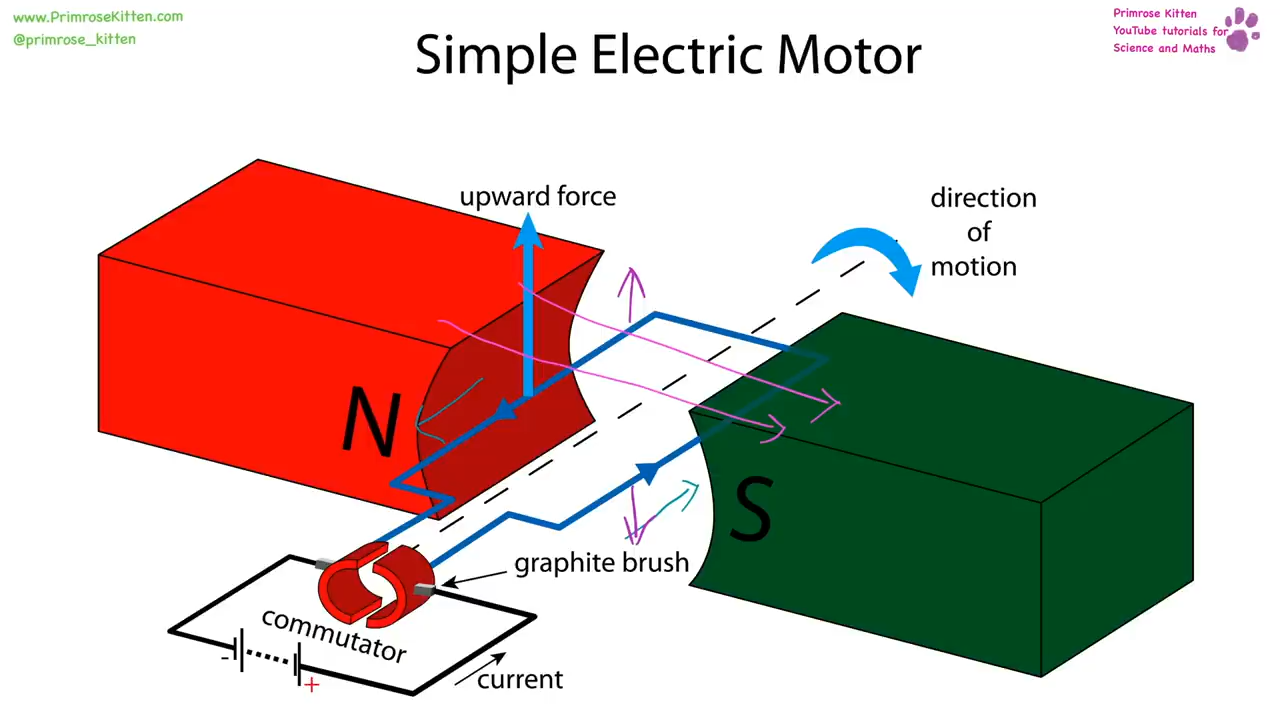 www.PrimroseKitten.com
@primrose_kitten
Primrose Kitten
YouTube tutorials for
Science and Maths
Simple Electric Motor
upward force
direction
of
motion
N
S
graphite brush
commutator
-
+
current